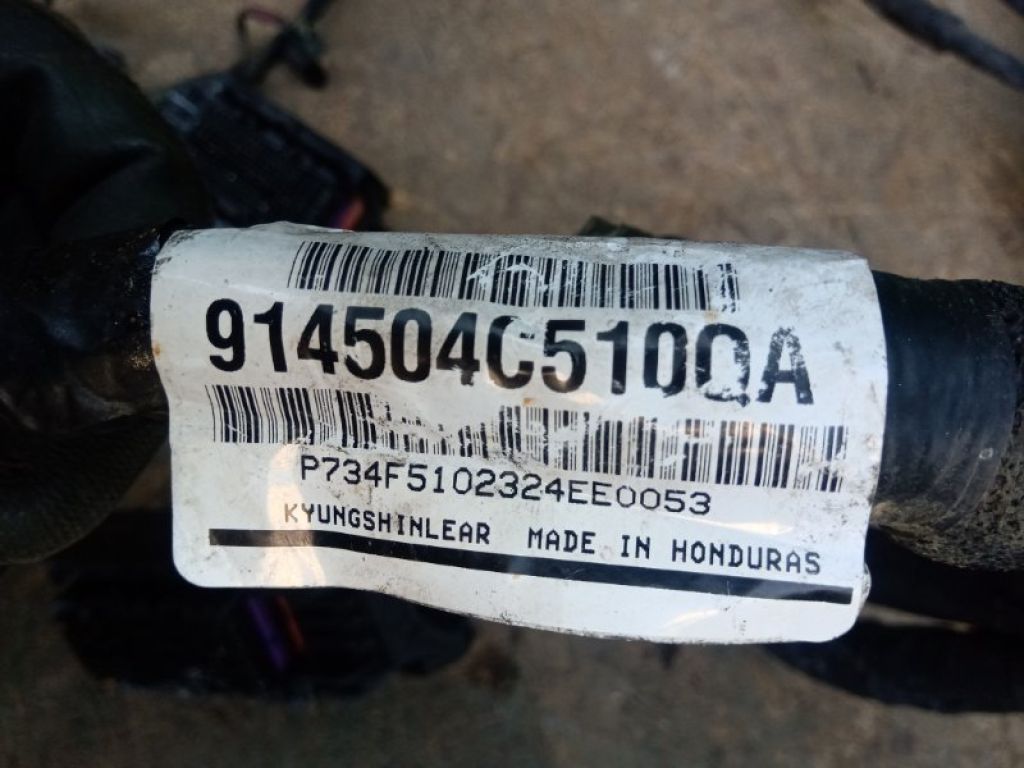 914504C510QA
P734F5102324EE0053
KYUNGSHINLEAR MADE IN HONDURAS